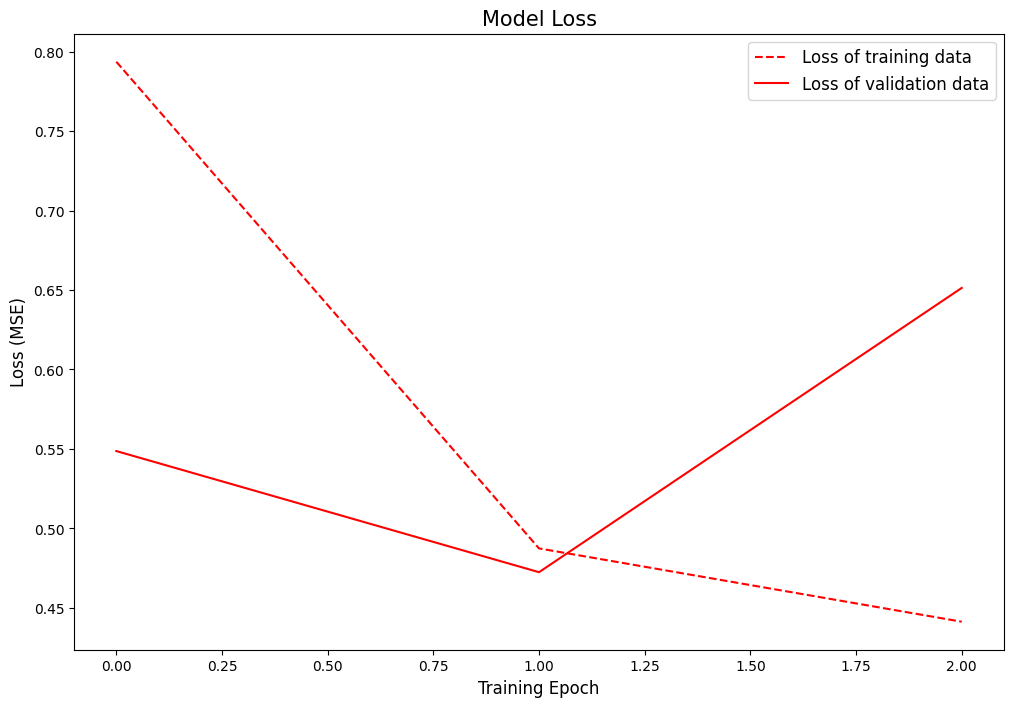 Model Loss
Loss of training data
Loss of validation data
0.80
0.75
0.70
0.65
0.60
0.55
0.50
0.45
Loss (MSE)
0.00 0.25 0.50 0.75 1.00 1.25 1.50 1.75 2.00
Training Epoch